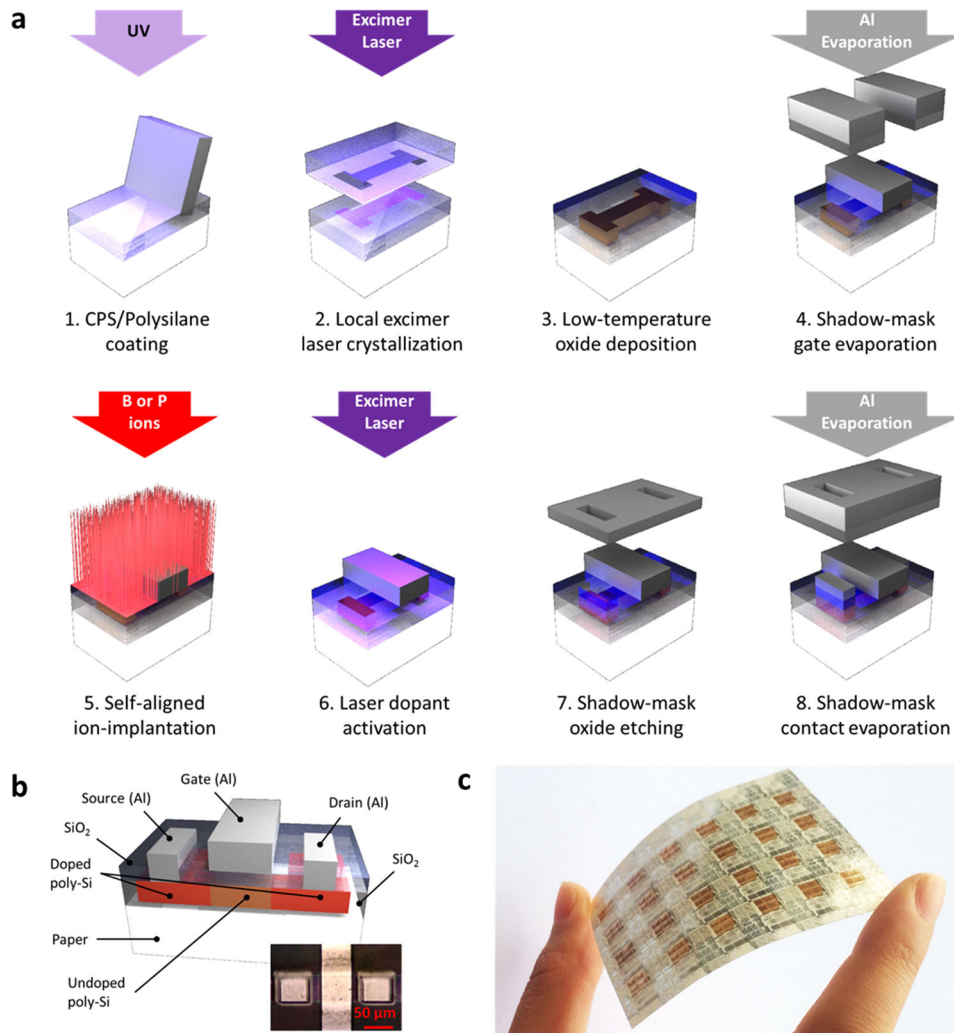 a
UV
Excimer
Laser
Al
Evaporation
1. CPS/Polysilane
coating
2. Local excimer
laser crystallization
3. Low-temperature
oxide deposition
4. Shadow-mask
gate evaporation
B or P
ions
Excimer
Laser
Al
Evaporation
5. Self-aligned
ion-implantation
6. Laser dopant
activation
7. Shadow-mask
oxide etching
8. Shadow-mask
contact evaporation
b
Gate (Al)
Source (Al)
Drain (Al)
SiO₂
SiO₂
Doped
poly-Si
Paper
Undoped
poly-Si
50 μm
c